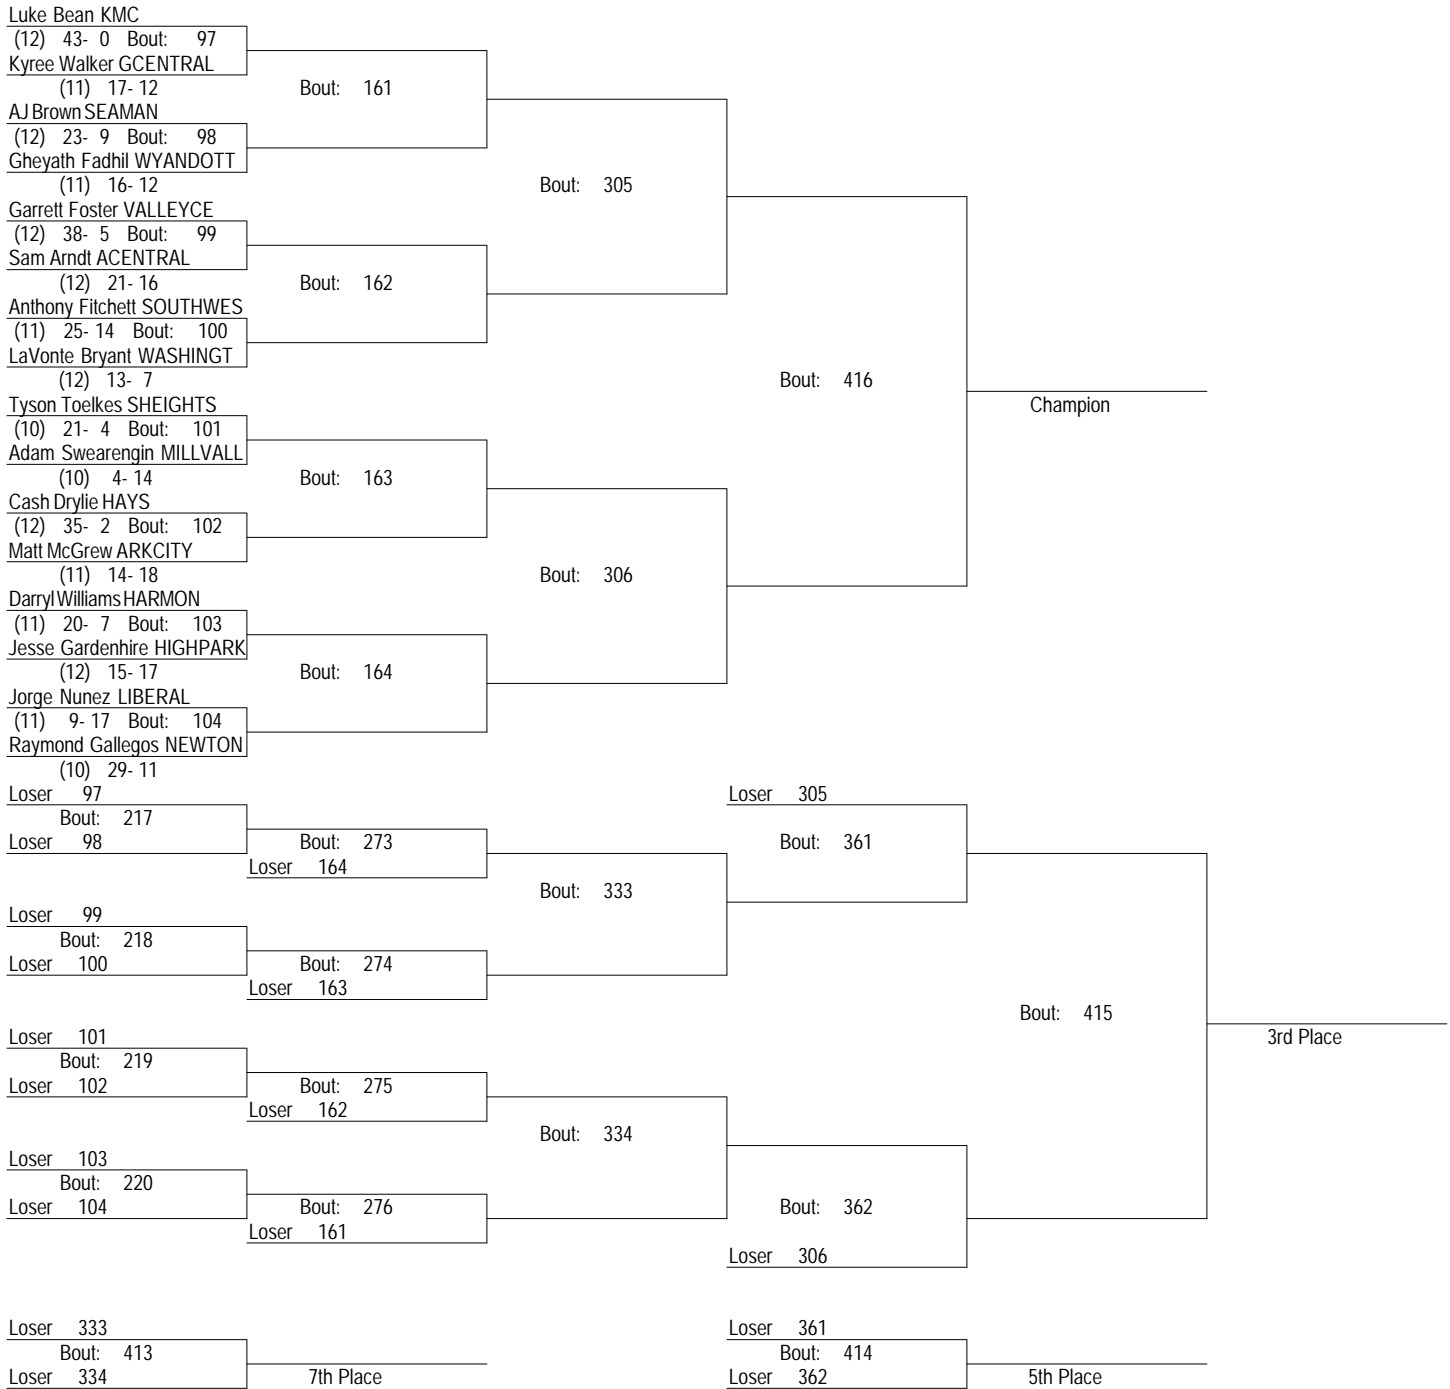 Luke Bean KMC
(12) 43- 0 Bout: 97
Kyree Walker GCENTRAL
(11) 17- 12 Bout: 161
AJ Brown SEAMAN
(12) 23- 9 Bout: 98
Gheyath Fadhil WYANDOTT
(11) 16- 12 Bout: 305
Garrett Foster VALLEYCE
(12) 38- 5 Bout: 99
Sam Arndt ACENTRAL
(12) 21- 16 Bout: 162
Anthony Fitchett SOUTHWES
(11) 25- 14 Bout: 100
LaVonte Bryant WASHINGT
(12) 13- 7 Bout: 416
Tyson Toelkes SHEIGHTS Champion
(10) 21- 4 Bout: 101
Adam Swearengin MILLVALL
(10) 4- 14 Bout: 163
Cash Drylie HAYS
(12) 35- 2 Bout: 102
Matt McGrew ARKCITY
(11) 14- 18 Bout: 306
Darryl Williams HARMON
(11) 20- 7 Bout: 103
Jesse Gardenhire HIGHPARK
(12) 15- 17 Bout: 164
Jorge Nunez LIBERAL
(11) 9- 17 Bout: 104
Raymond Gallegos NEWTON
(10) 29- 11
Loser 97 Loser 305
Bout: 217
Loser 98 Bout: 273 Bout: 361
Loser 164
Bout: 333
Loser 99
Bout: 218
Loser 100 Bout: 274
Loser 163
Bout: 415
Loser 101 3rd Place
Bout: 219
Loser 102 Bout: 275
Loser 162
Bout: 334
Loser 103
Bout: 220
Loser 104 Bout: 276 Bout: 362
Loser 161
Loser 306
Loser 333 Loser 361
Bout: 413 Bout: 414
Loser 334 7th Place Loser 362 5th Place